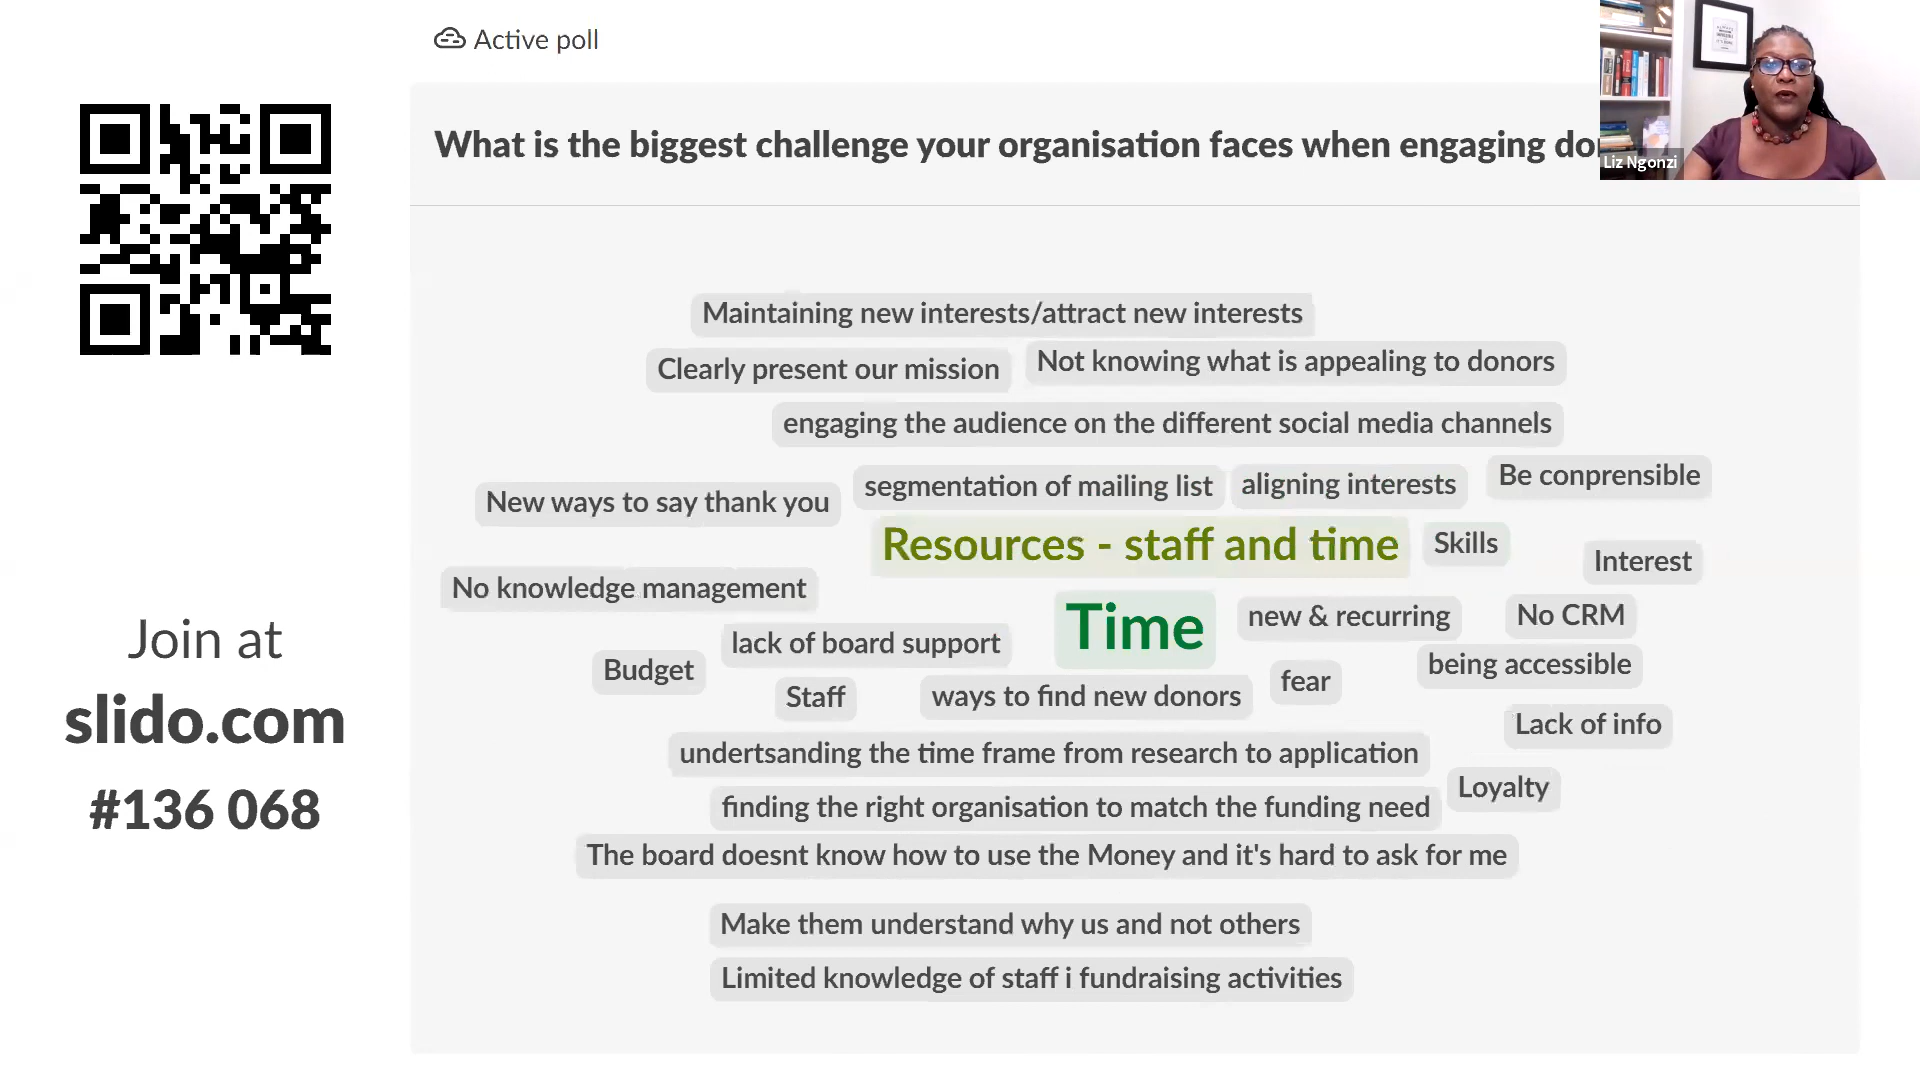 Active poll
What is the biggest challenge your organisation faces when engaging do
Liz Ngonzi
Maintaining new interests/attract new interests
Clearly present our mission
Not knowing what is appealing to donors
engaging the audience on the different social media channels
New ways to say thank you
segmentation of mailing list
aligning interests
Be conprensible
Resources - staff and time
Skills
Interest
No knowledge management
Time
new & recurring
No CRM
lack of board support
being accessible
Budget
Staff
ways to find new donors
fear
Lack of info
undertsanding the time frame from research to application
Loyalty
finding the right organisation to match the funding need
The board doesnt know how to use the Money and it's hard to ask for me
Make them understand why us and not others
Limited knowledge of staff i fundraising activities
Join at
slido.com
#136 068